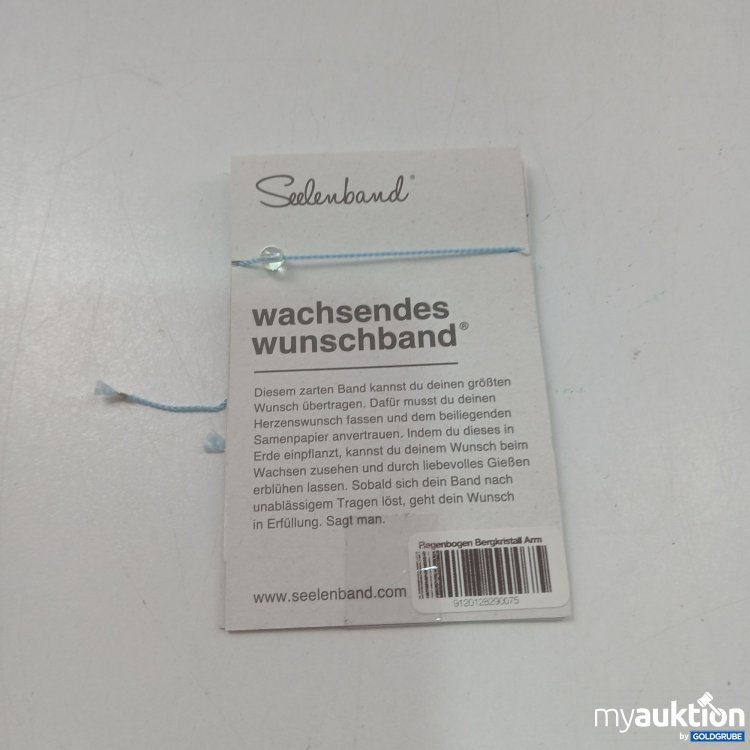 Seelenband®
wachsendes
wunschband®
Diesem zarten Band kannst du deinen größten
Wunsch übertragen. Dafür musst du deinen
Herzenswunsch fassen und dem beiliegenden
Samenpapier anvertrauen. Indem du dieses in
Erde einpflanzt, kannst du deinem Wunsch beim
Wachsen zusehen und durch liebevolles Gießen
erblühen lassen. Sobald sich dein Band nach
unablässigem Tragen löst, geht dein Wunsch
in Erfüllung. Sagt man.
Regenbogen Bergkristall Arm
9120128290075
www.seelenband.com
myauktion
by GOLDGRUBE